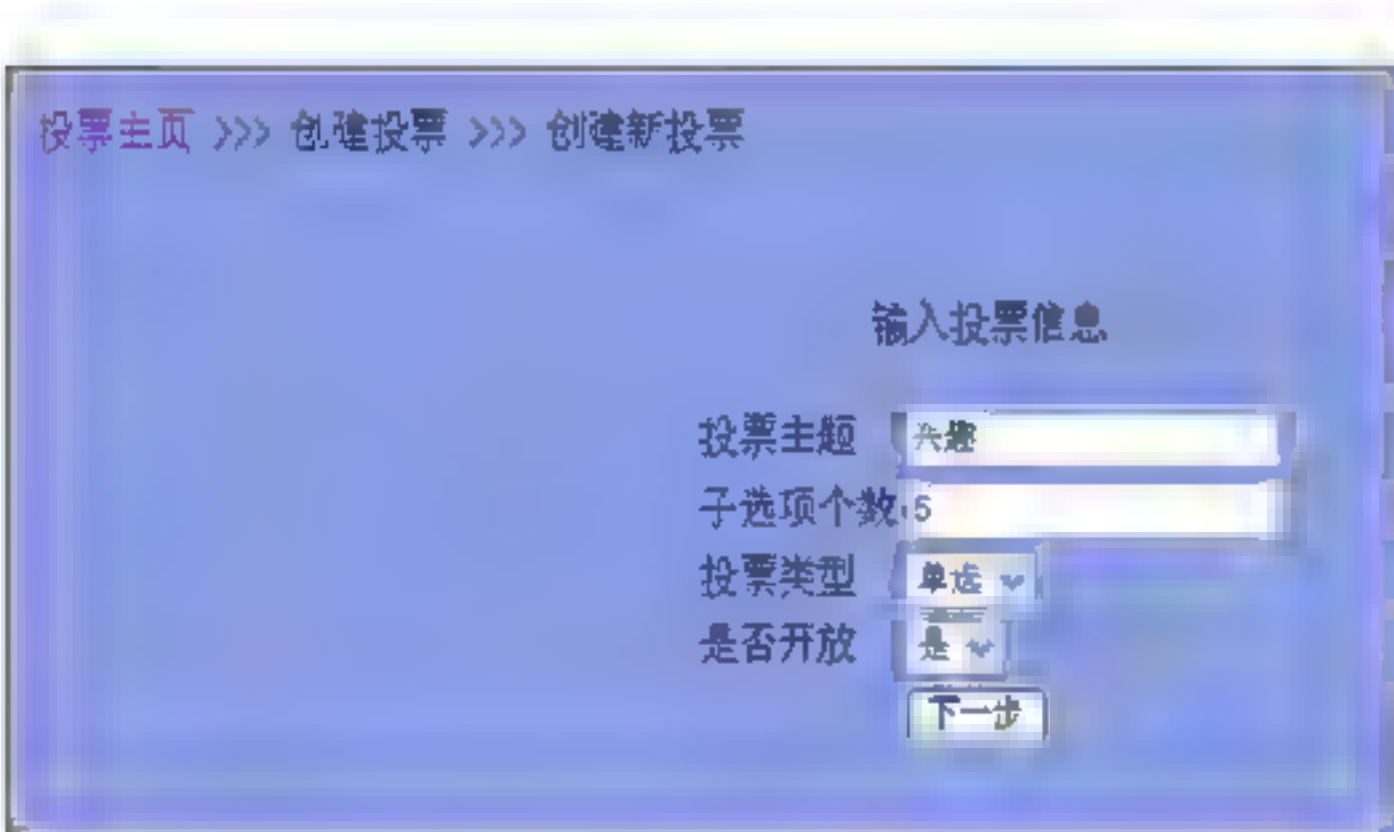 投票主页 >>> 创建投票 >>> 创建新投票
输入投票信息
投票主题 兴趣
子选项个数 5
投票类型 单选
是否开放 是
下一步